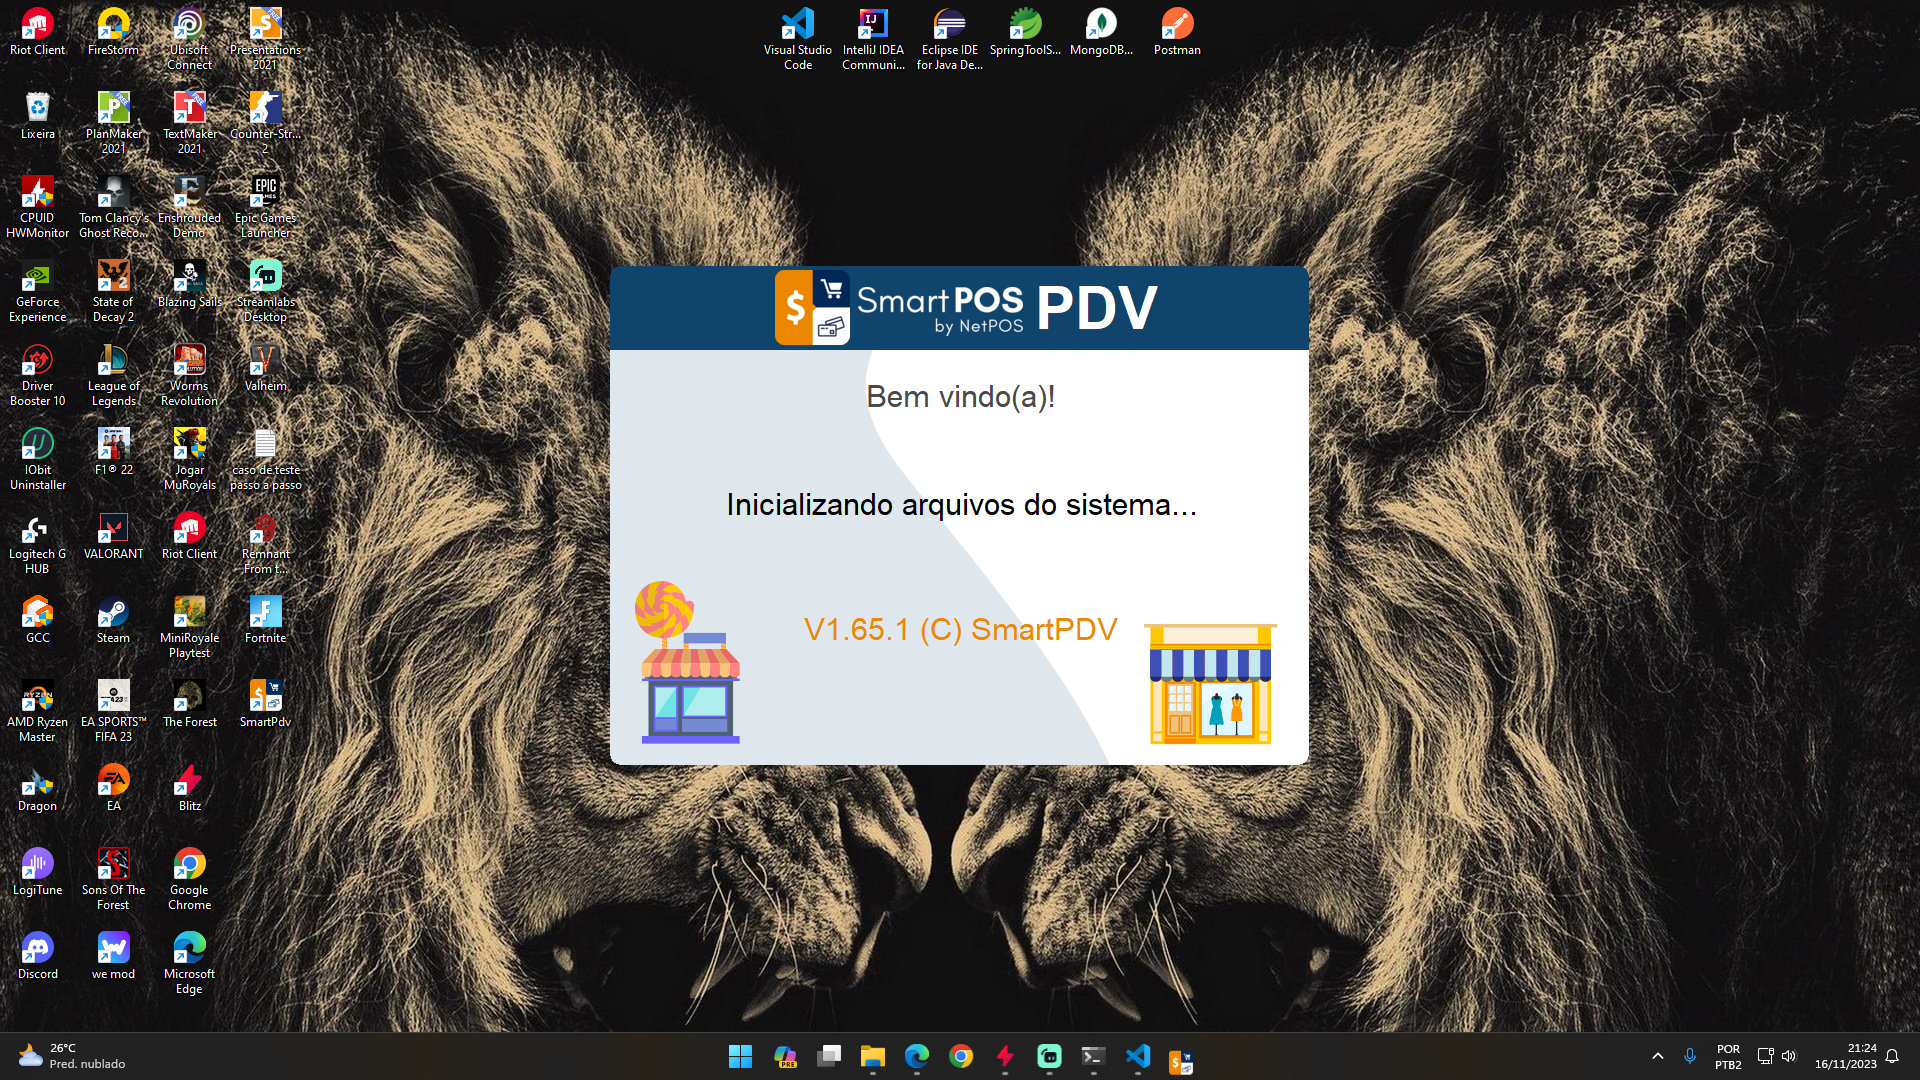 Riot Client
FireStorm
Ubisoft
Connect
Presentations
2021
Lixeira
PlanMaker
2021
TextMaker
2021
Counter-Str...
2
CPUID
HWMonitor
Tom Clancy's
Ghost Reco...
Enshrouded
Demo
Epic Games
Launcher
GeForce
Experience
State of
Decay 2
Blazing Sails
Streamlabs
Desktop
Driver
Booster 10
League of
Legends
Worms
Revolution
Valheim
IObit
Uninstaller
F1® 22
Jogar
MuRoyals
caso de teste
passo a passo
Logitech G
HUB
VALORANT
Riot Client
Remnant
From t...
GCC
Steam
MiniRoyale
Playtest
Fortnite
AMD Ryzen
Master
EA SPORTS™
FIFA 23
The Forest
SmartPdv
Dragon
EA
Blitz
LogiTune
Sons Of The
Forest
Google
Chrome
Discord
we mod
Microsoft
Edge
Visual Studio
Code
IntelliJ IDEA
Communi...
Eclipse IDE
for Java De...
SpringToolS...
MongoDB...
Postman
SmartPOS PDV
by NetPOS
Bem vindo(a)!
Inicializando arquivos do sistema...
V1.65.1 (C) SmartPDV
26°C
Pred. nublado
PRE
POR
PTB2
21:24
16/11/2023